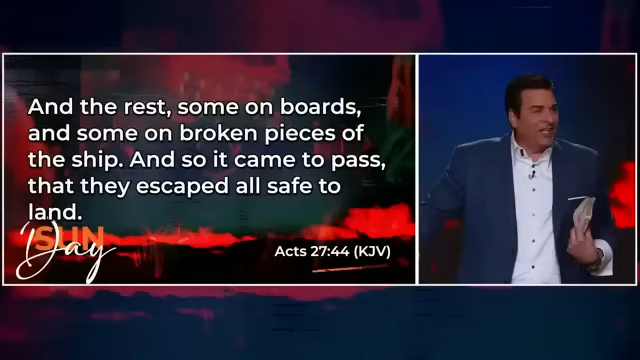 And the rest, some on boards,
and some on broken pieces of
the ship. And so it came to pass,
that they escaped all safe to
land.
SUN
Day
Acts 27:44 (KJV)